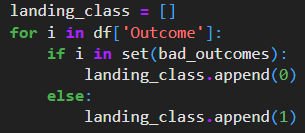 landing_class = []
for i in df['Outcome']:
    if i in set(bad_outcomes):
        landing_class.append(0)
    else:
        landing_class.append(1)